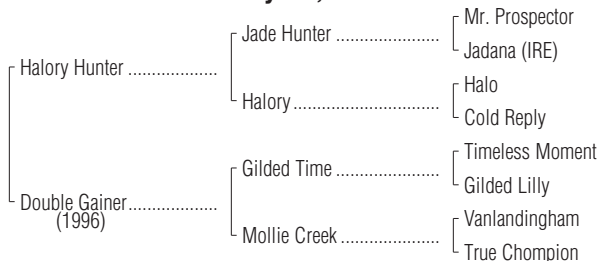 Mr. Prospector
Jade Hunter
Jadana (IRE)
Halory Hunter
Halo
Halory
Cold Reply
Timeless Moment
Gilded Time
Gilded Lilly
Double Gainer
(1996)
Vanlandingham
Mollie Creek
True Chompion